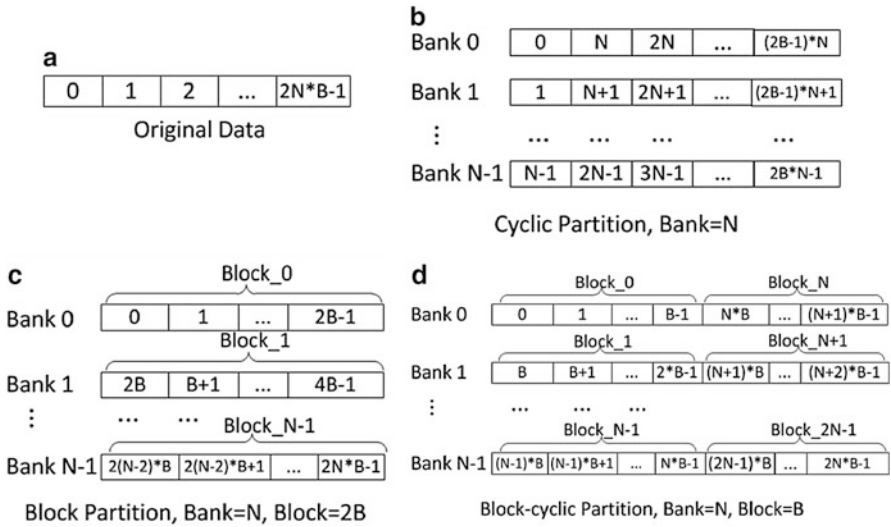 a
0 1 2 ... 2N*B-1
Original Data
b
Bank 0 0 N 2N ... (2B-1)*N
Bank 1 1 N+1 2N+1 ... (2B-1)*N+1
⋮ ... ... ... ...
Bank N-1 N-1 2N-1 3N-1 ... 2B*N-1
Cyclic Partition, Bank=N
c
Block_0
Bank 0 0 1 ... 2B-1
Block_1
Bank 1 2B B+1 ... 4B-1
⋮ ... ...
Block_N-1
Bank N-1 2(N-2)*B 2(N-2)*B+1 ... 2N*B-1
Block Partition, Bank=N, Block=2B
d
Block_0 Block_N
Bank 0 0 1 ... B-1 N*B ... (N+1)*B-1
Block_1 Block_N+1
Bank 1 B B+1 ... 2*B-1 (N+1)*B ... (N+2)*B-1
⋮ ... ... ...
Block_N-1 Block_2N-1
Bank N-1 (N-1)*B (N-1)*B+1 ... N*B-1 (2N-1)*B ... 2N*B-1
Block-cyclic Partition, Bank=N, Block=B